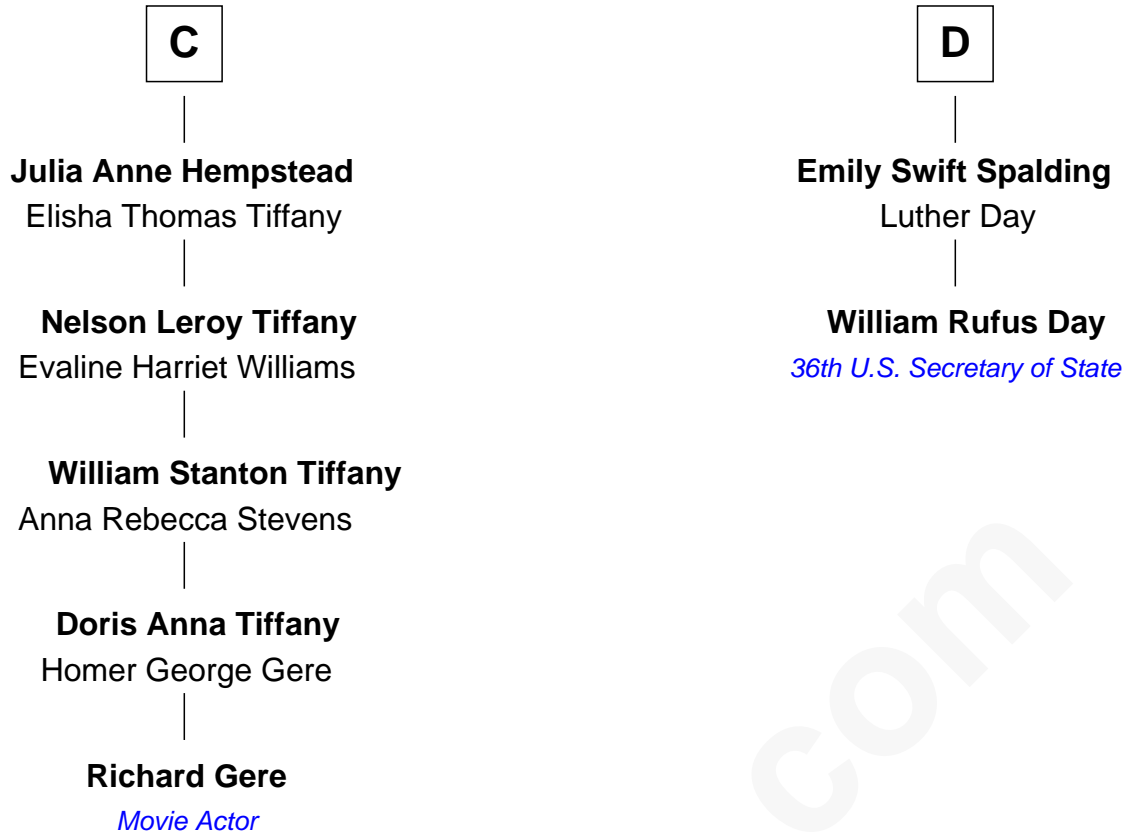 C
Julia Anne Hempstead
Elisha Thomas Tiffany
Nelson Leroy Tiffany
Evaline Harriet Williams
William Stanton Tiffany
Anna Rebecca Stevens
Doris Anna Tiffany
Homer George Gere
Richard Gere
Movie Actor
D
Emily Swift Spalding
Luther Day
William Rufus Day
36th U.S. Secretary of State
com